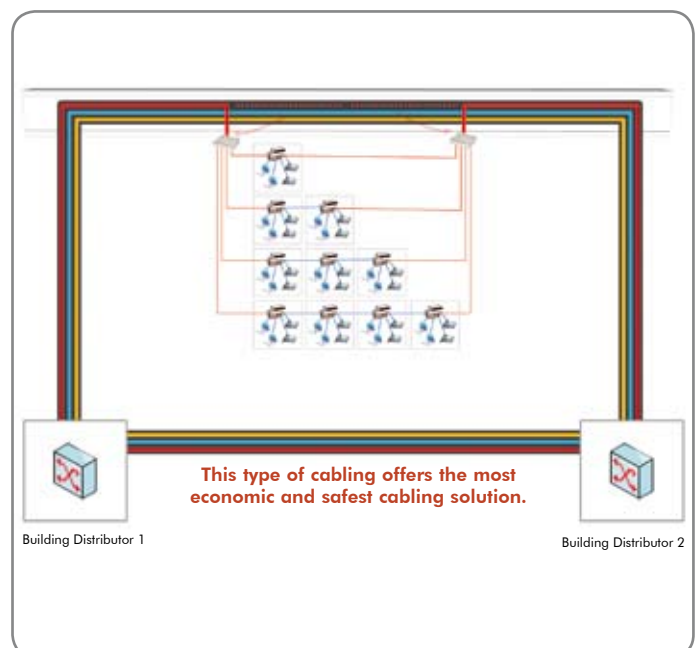 This type of cabling offers the most
economic and safest cabling solution.
Building Distributor 1
Building Distributor 2